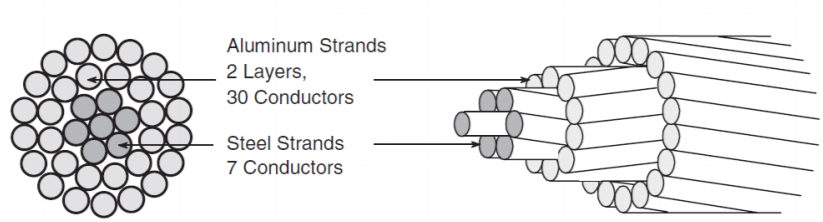 Aluminum Strands
2 Layers,
30 Conductors
Steel Strands
7 Conductors